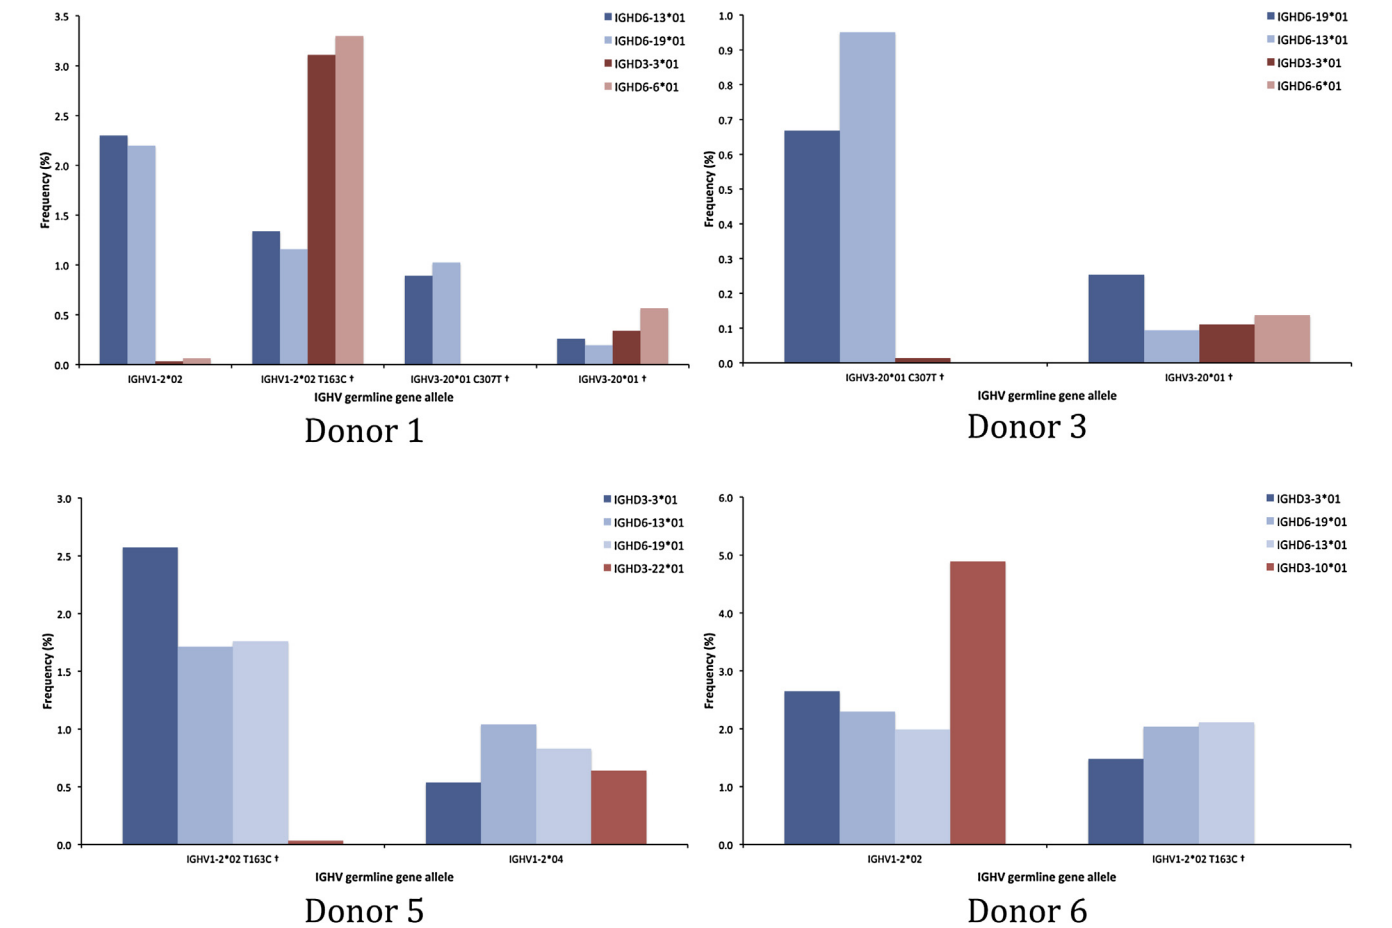 3.5
3.0
2.5
2.0
1.5
1.0
0.5
0.0
Frequency (%)
IGHD6-13*01
IGHD6-19*01
IGHD3-3*01
IGHD6-6*01
IGHV1-2*02 IGHV1-2*02 T163C † IGHV3-20*01 C307T † IGHV3-20*01 †
IGHV germline gene allele
Donor 1
1.0
0.9
0.8
0.7
0.6
0.5
0.4
0.3
0.2
0.1
0.0
Frequency (%)
IGHD6-19*01
IGHD6-13*01
IGHD3-3*01
IGHD6-6*01
IGHV3-20*01 C307T † IGHV3-20*01 †
IGHV germline gene allele
Donor 3
3.0
2.5
2.0
1.5
1.0
0.5
0.0
Frequency (%)
IGHD3-3*01
IGHD6-13*01
IGHD6-19*01
IGHD3-22*01
IGHV1-2*02 T163C † IGHV1-2*04
IGHV germline gene allele
Donor 5
6.0
5.0
4.0
3.0
2.0
1.0
0.0
Frequency (%)
IGHD3-3*01
IGHD6-19*01
IGHD6-13*01
IGHD3-10*01
IGHV1-2*02 IGHV1-2*02 T163C †
IGHV germline gene allele
Donor 6